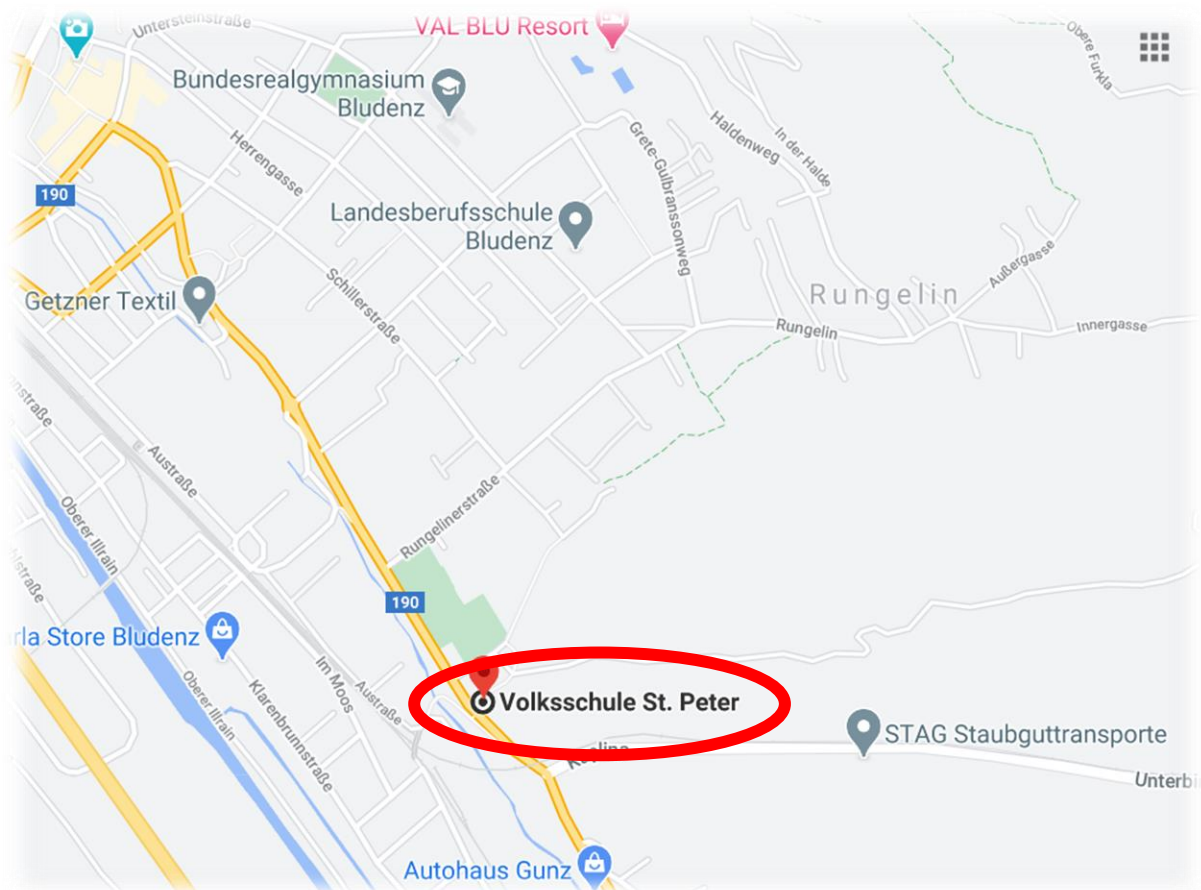 Untersteinstraße
VAL BLU Resort
Obere Furkla
Bundesrealgymnasium
Bludenz
Herrengasse
Haldenweg
In der Halde
Grete-Gulbranssonweg
190
Landesberufsschule
Bludenz
Außergasse
Schillerstraße
Getzner Textil
Rungelin
Rungelin
Innergasse
Austraße
Oberer Illrain
Rungelinerstraße
190
rla Store Bludenz
Im Moos
Austraße
Oberer Illrain
Klarenbrunnstraße
Volksschule St. Peter
STAG Staubguttransporte
Unterbi
Autohaus Gunz